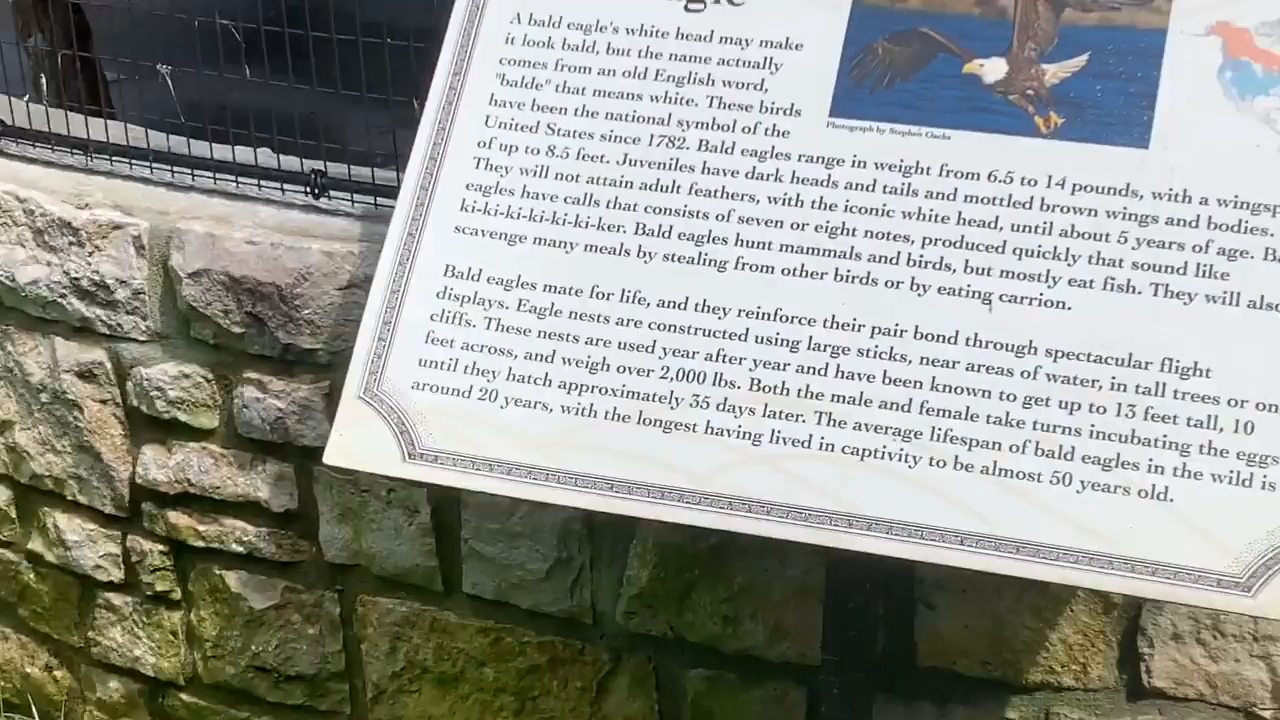 A bald eagle's white head may make
it look bald, but the name actually
comes from an old English word,
"balde" that means white. These birds
have been the national symbol of the
United States since 1782. Bald eagles range in weight from 6.5 to 14 pounds, with a
of up to 8.5 feet. Juveniles have dark heads and tails and mottled brown wings and bodies.
They will not attain adult feathers, with the iconic white head, until about 5 years of age.
eagles have calls that consists of seven or eight notes, produced quickly that sound like
ki-ki-ki-ki-ki-ki-ker. Bald eagles hunt mammals and birds, but mostly eat fish. They will also
scavenge many meals by stealing from other birds or by eating carrion.
Bald eagles mate for life, and they reinforce their pair bond through spectacular flight
displays. Eagle nests are constructed using large sticks, near areas of water, in tall trees or on
cliffs. These nests are used year after year and have been known to get up to 13 feet tall, 10
feet across, and weigh over 2,000 lbs. Both the male and female take turns incubating the eggs
until they hatch approximately 35 days later. The average lifespan of bald eagles in the wild is
around 20 years, with the longest having lived in captivity to be almost 50 years old.
Photograph by Stephen